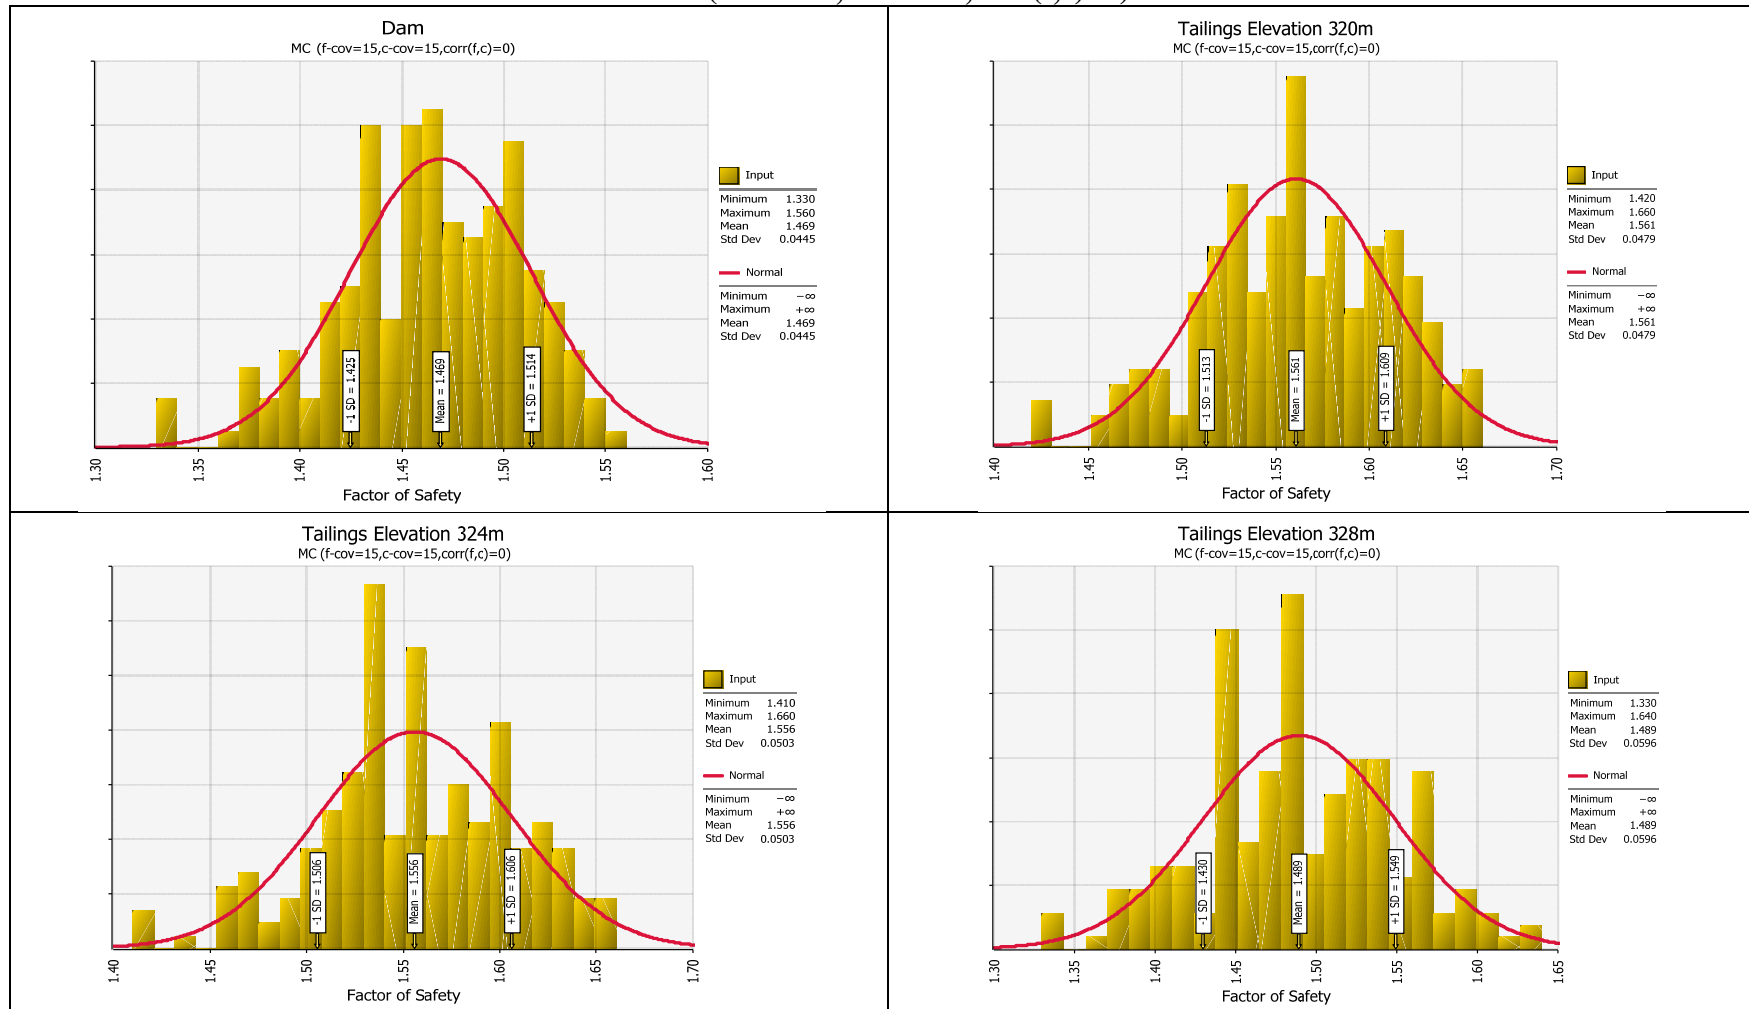 Dam
MC (f-cov=15,c-cov=15,corr(f,c)=0)
-1 SD = 1.425
Mean = 1.469
+1 SD = 1.514
1.30
1.40
1.45
1.50
1.55
1.60
Factor of Safety
Input
Minimum 1.330
Maximum 1.560
Mean 1.469
Std Dev 0.0445
Normal
Minimum −∞
Maximum +∞
Mean 1.469
Std Dev 0.0445
Tailings Elevation 320m
MC (f-cov=15,c-cov=15,corr(f,c)=0)
-1 SD = 1.513
Mean = 1.561
+1 SD = 1.609
1.40
1.45
1.50
1.55
1.60
1.65
1.70
Factor of Safety
Input
Minimum 1.420
Maximum 1.660
Mean 1.561
Std Dev 0.0479
Normal
Minimum −∞
Maximum +∞
Mean 1.561
Std Dev 0.0479
Tailings Elevation 324m
MC (f-cov=15,c-cov=15,corr(f,c)=0)
-1 SD = 1.506
Mean = 1.556
+1 SD = 1.606
1.40
1.45
1.50
1.55
1.60
1.65
1.70
Factor of Safety
Input
Minimum 1.410
Maximum 1.660
Mean 1.556
Std Dev 0.0503
Normal
Minimum −∞
Maximum +∞
Mean 1.556
Std Dev 0.0503
Tailings Elevation 328m
MC (f-cov=15,c-cov=15,corr(f,c)=0)
-1 SD = 1.430
Mean = 1.489
+1 SD = 1.549
1.30
1.35
1.40
1.45
1.50
1.60
1.65
Factor of Safety
Input
Minimum 1.330
Maximum 1.640
Mean 1.489
Std Dev 0.0596
Normal
Minimum −∞
Maximum +∞
Mean 1.489
Std Dev 0.0596